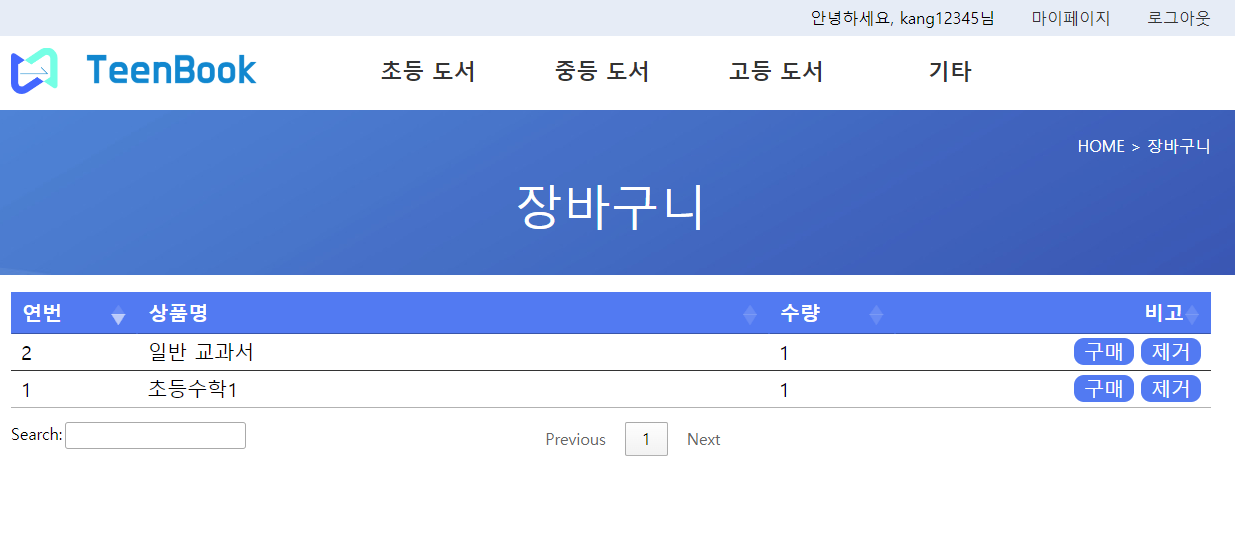 안녕하세요, kang12345님 마이페이지 로그아웃
TeenBook 초등 도서 중등 도서 고등 도서 기타
HOME > 장바구니
장바구니
연번 상품명 수량 비고
2 일반 교과서 1 구매 제거
1 초등수학1 1 구매 제거
Search: Previous 1 Next